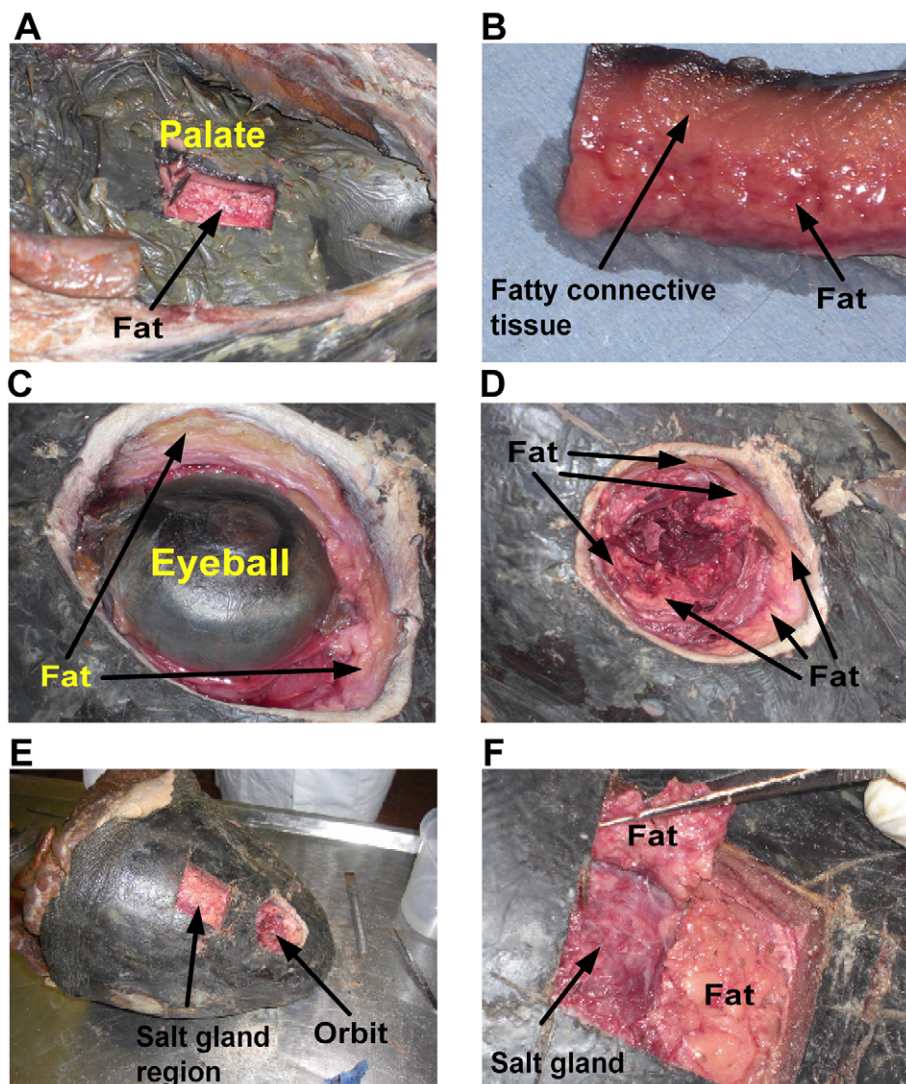 A
Palate
Fat
B
Fatty connective
tissue
Fat
C
Eyeball
Fat
D
Fat
Fat
E
Salt gland
region
Orbit
F
Fat
Fat
Salt gland